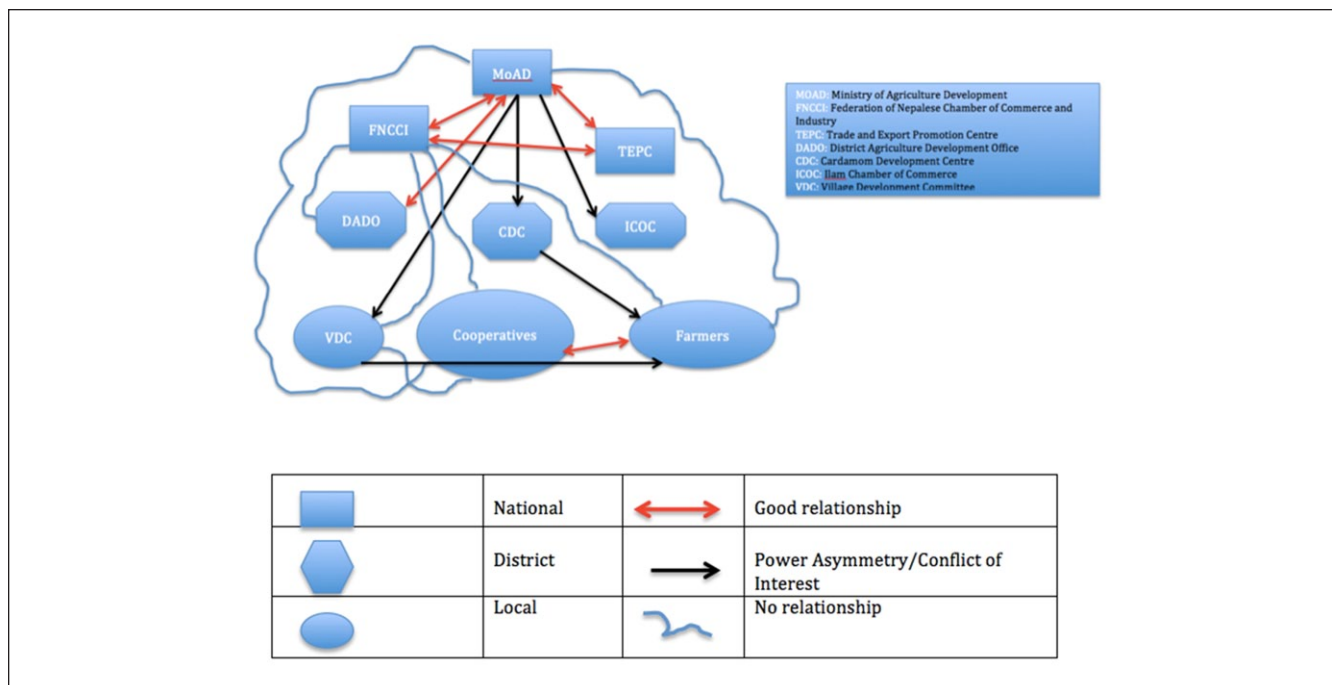 MoAD
FNCCI
TEPC
DADO
CDC
ICOC
VDC
Cooperatives
Farmers
MOAD: Ministry of Agriculture Development
FNCCI: Federation of Nepalese Chamber of Commerce and
Industry
TEPC: Trade and Export Promotion Centre
DADO: District Agriculture Development Office
CDC: Cardamom Development Centre
ICOC: Ilam Chamber of Commerce
VDC: Village Development Committee
National
Good relationship
District
Power Asymmetry/Conflict of
Interest
Local
No relationship